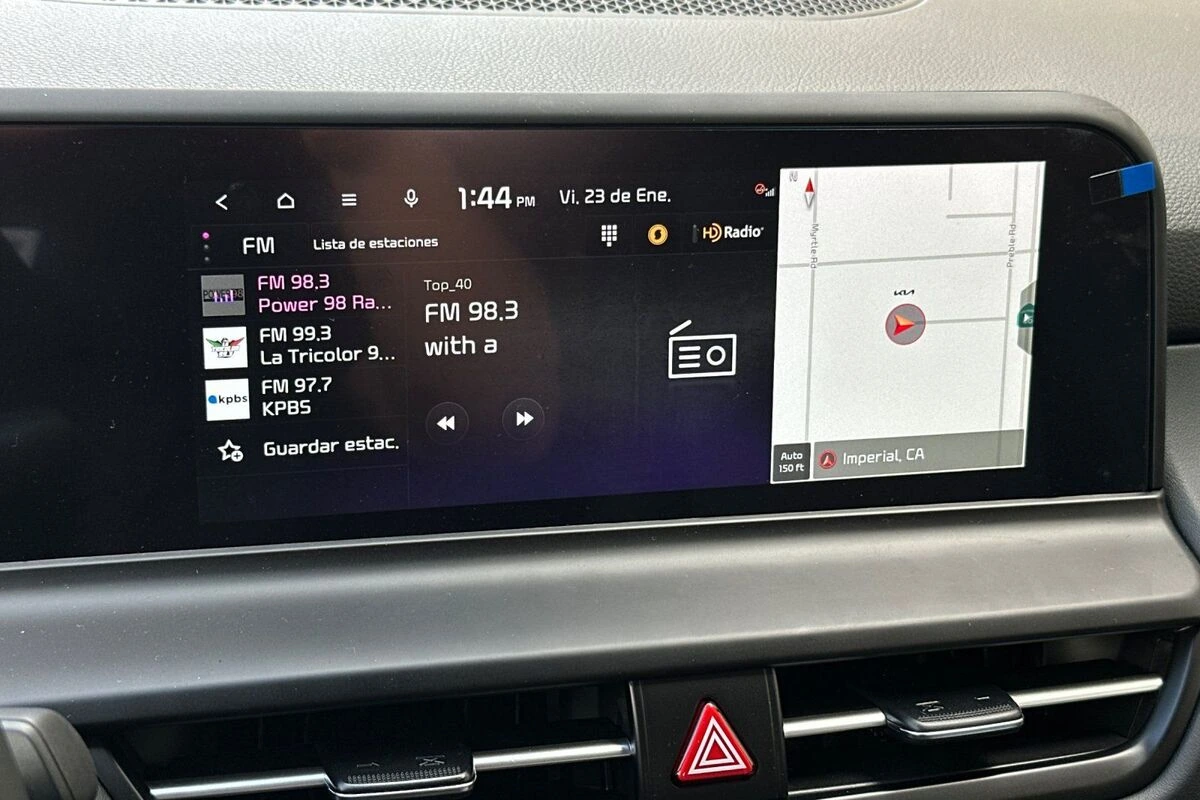 1:44 PM
Vi. 23 de Ene.
FM
Lista de estaciones
HD Radio
FM 98.3
Power 98 Ra...
FM 99.3
La Tricolor 9...
kpbs
FM 97.7
KPBS
Guardar estac.
Top_40
FM 98.3
with a
N
Myrtle Rd
Preble Rd
KIA
Auto
150 ft
Imperial, CA